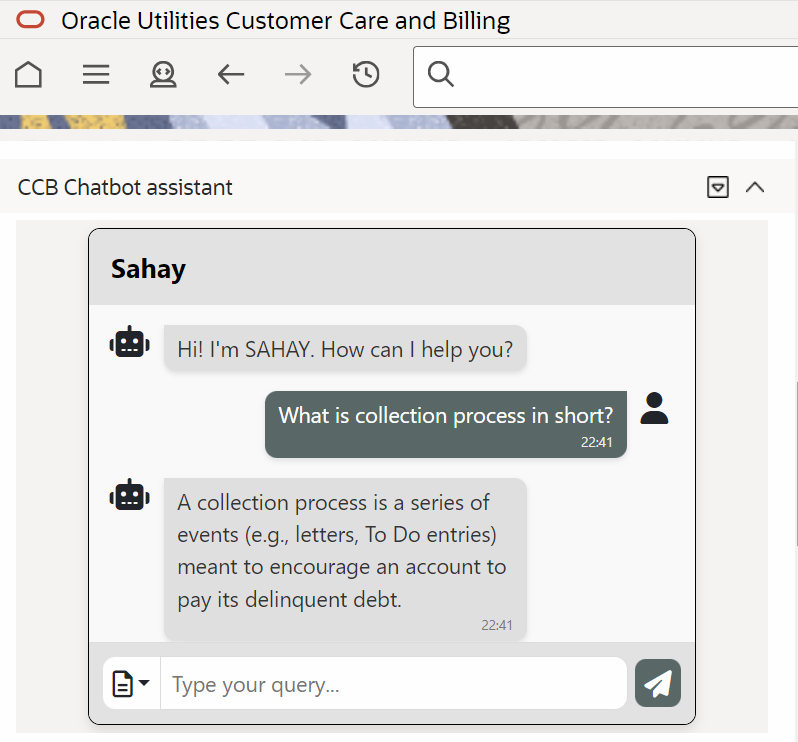 Oracle Utilities Customer Care and Billing
CCB Chatbot assistant
Sahay
Hi! I'm SAHAY. How can I help you?
What is collection process in short?
22:41
A collection process is a series of
events (e.g., letters, To Do entries)
meant to encourage an account to
pay its delinquent debt.
22:41
Type your query...